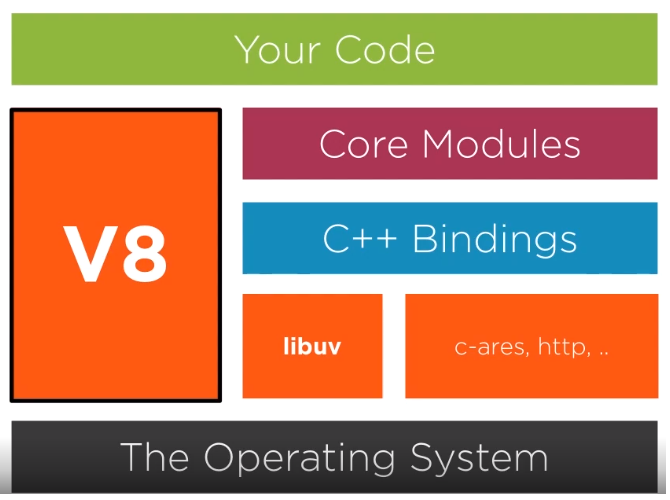 Your Code
V8
Core Modules
C++ Bindings
libuv
c-ares, http, ..
The Operating System